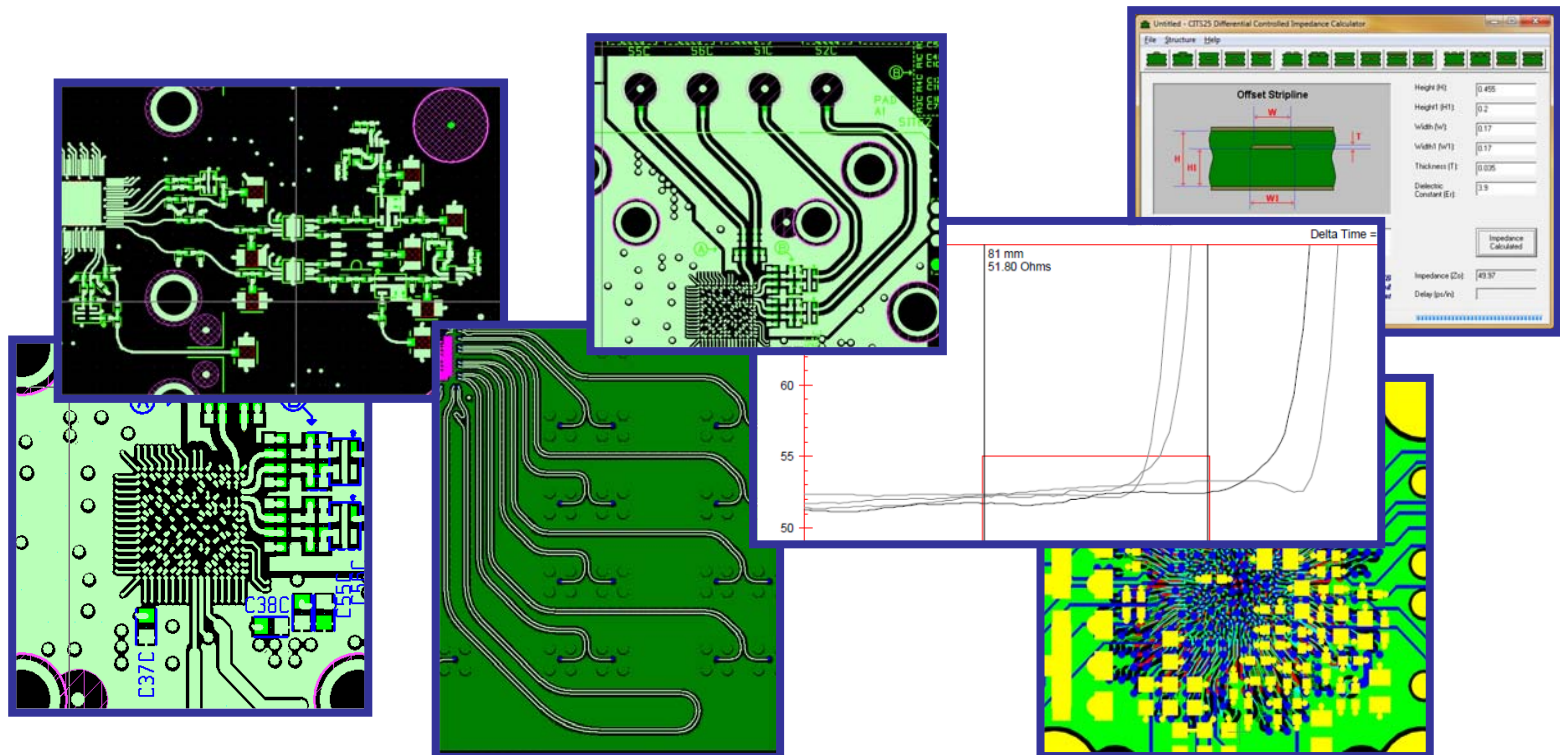 Untitled - CITS25 Differential Controlled Impedance Calculator
File Structure Help
Offset Stripline
W
T
H
H1
W1
Height (H): 0.455
Height1 (H1): 0.2
Width (W): 0.17
Width1 (W1): 0.17
Thickness (T): 0.035
Dielectric
Constant (Er): 3.9
Impedance
Calculated
Impedance (Zo): 49.97
Delay (ps/in):
S5C S6C S1C S2C
B
PAD
A1
A
B
Delta Time =
81 mm
51.80 Ohms
60
55
50
C37C
C38C
C55C